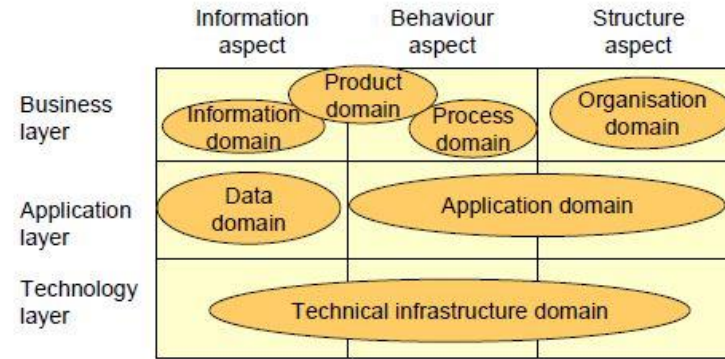 Information
aspect
Behaviour
aspect
Structure
aspect
Business
layer
Product
domain
Information
domain
Process
domain
Organisation
domain
Application
layer
Data
domain
Application domain
Technology
layer
Technical infrastructure domain